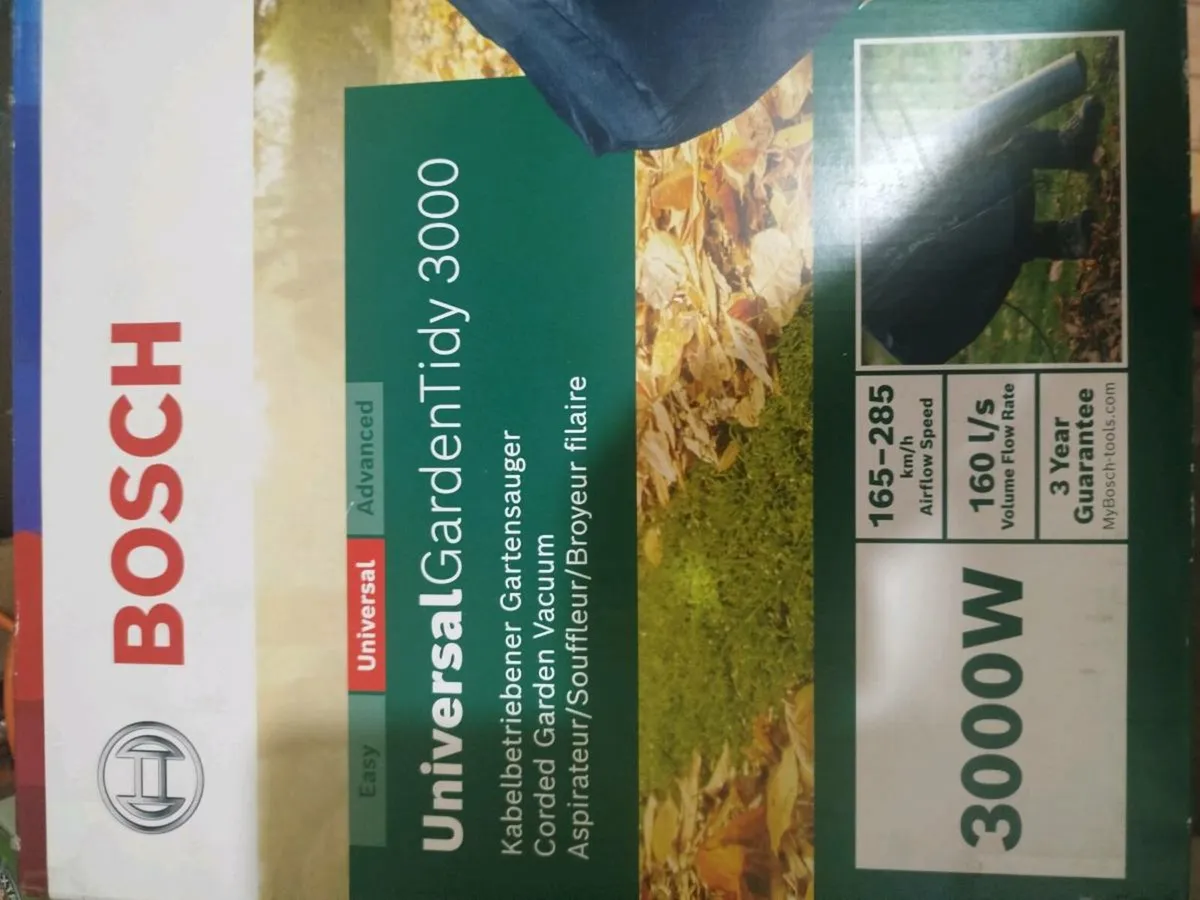 BOSCH
Easy
Universal
Advanced
UniversalGardenTidy 3000
Kabelbetriebener Gartensauger
Corded Garden Vacuum
Aspirateur/Souffleur/Broyeur filaire
3000W
165–285
km/h
Airflow Speed
160 l/s
Volume Flow Rate
3 Year
Guarantee
MyBosch-tools.com